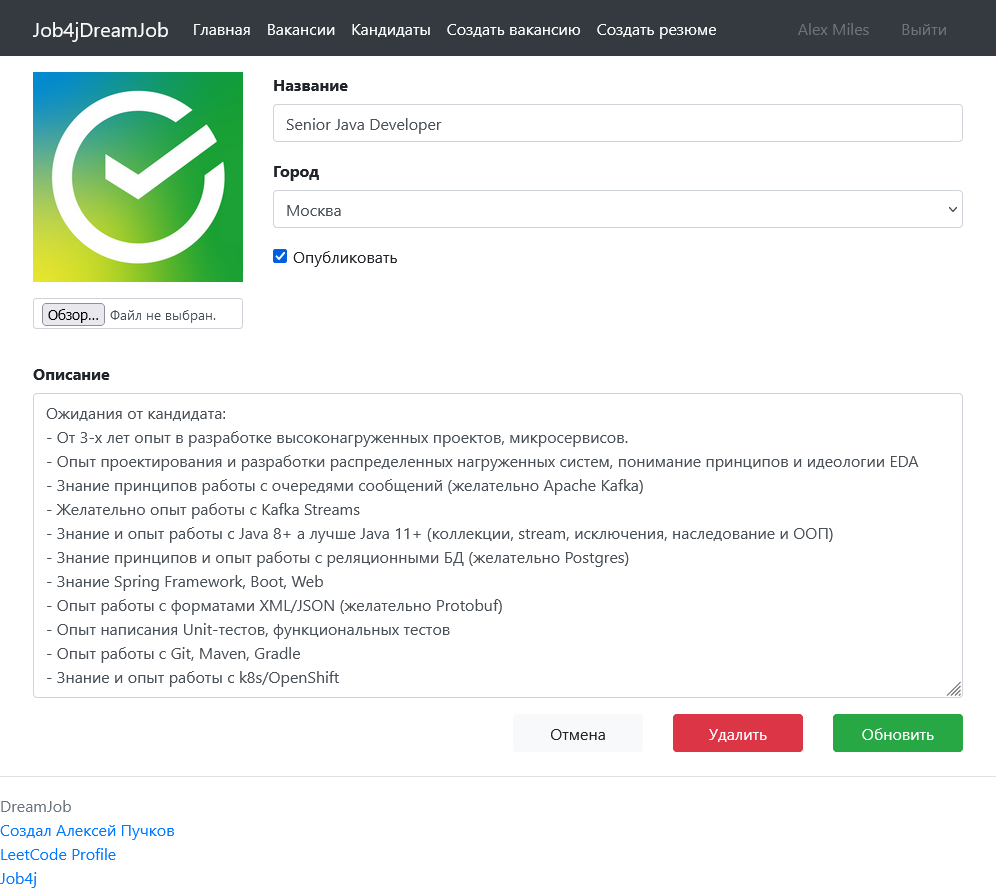 Job4jDreamJob Главная Вакансии Кандидаты Создать вакансию Создать резюме Alex Miles Выйти
Название
Senior Java Developer
Город
Москва
Опубликовать
Обзор... Файл не выбран.
Описание
Ожидания от кандидата:
- От 3-х лет опыт в разработке высоконагруженных проектов, микросервисов.
- Опыт проектирования и разработки распределенных нагруженных систем, понимание принципов и идеологии EDA
- Знание принципов работы с очередями сообщений (желательно Apache Kafka)
- Желательно опыт работы с Kafka Streams
- Знание и опыт работы с Java 8+ а лучше Java 11+ (коллекции, stream, исключения, наследование и ООП)
- Знание принципов и опыт работы с реляционными БД (желательно Postgres)
- Знание Spring Framework, Boot, Web
- Опыт работы с форматами XML/JSON (желательно Protobuf)
- Опыт написания Unit-тестов, функциональных тестов
- Опыт работы с Git, Maven, Gradle
- Знание и опыт работы с k8s/OpenShift
Отмена Удалить Обновить
DreamJob
Создал Алексей Пучков
LeetCode Profile
Job4j